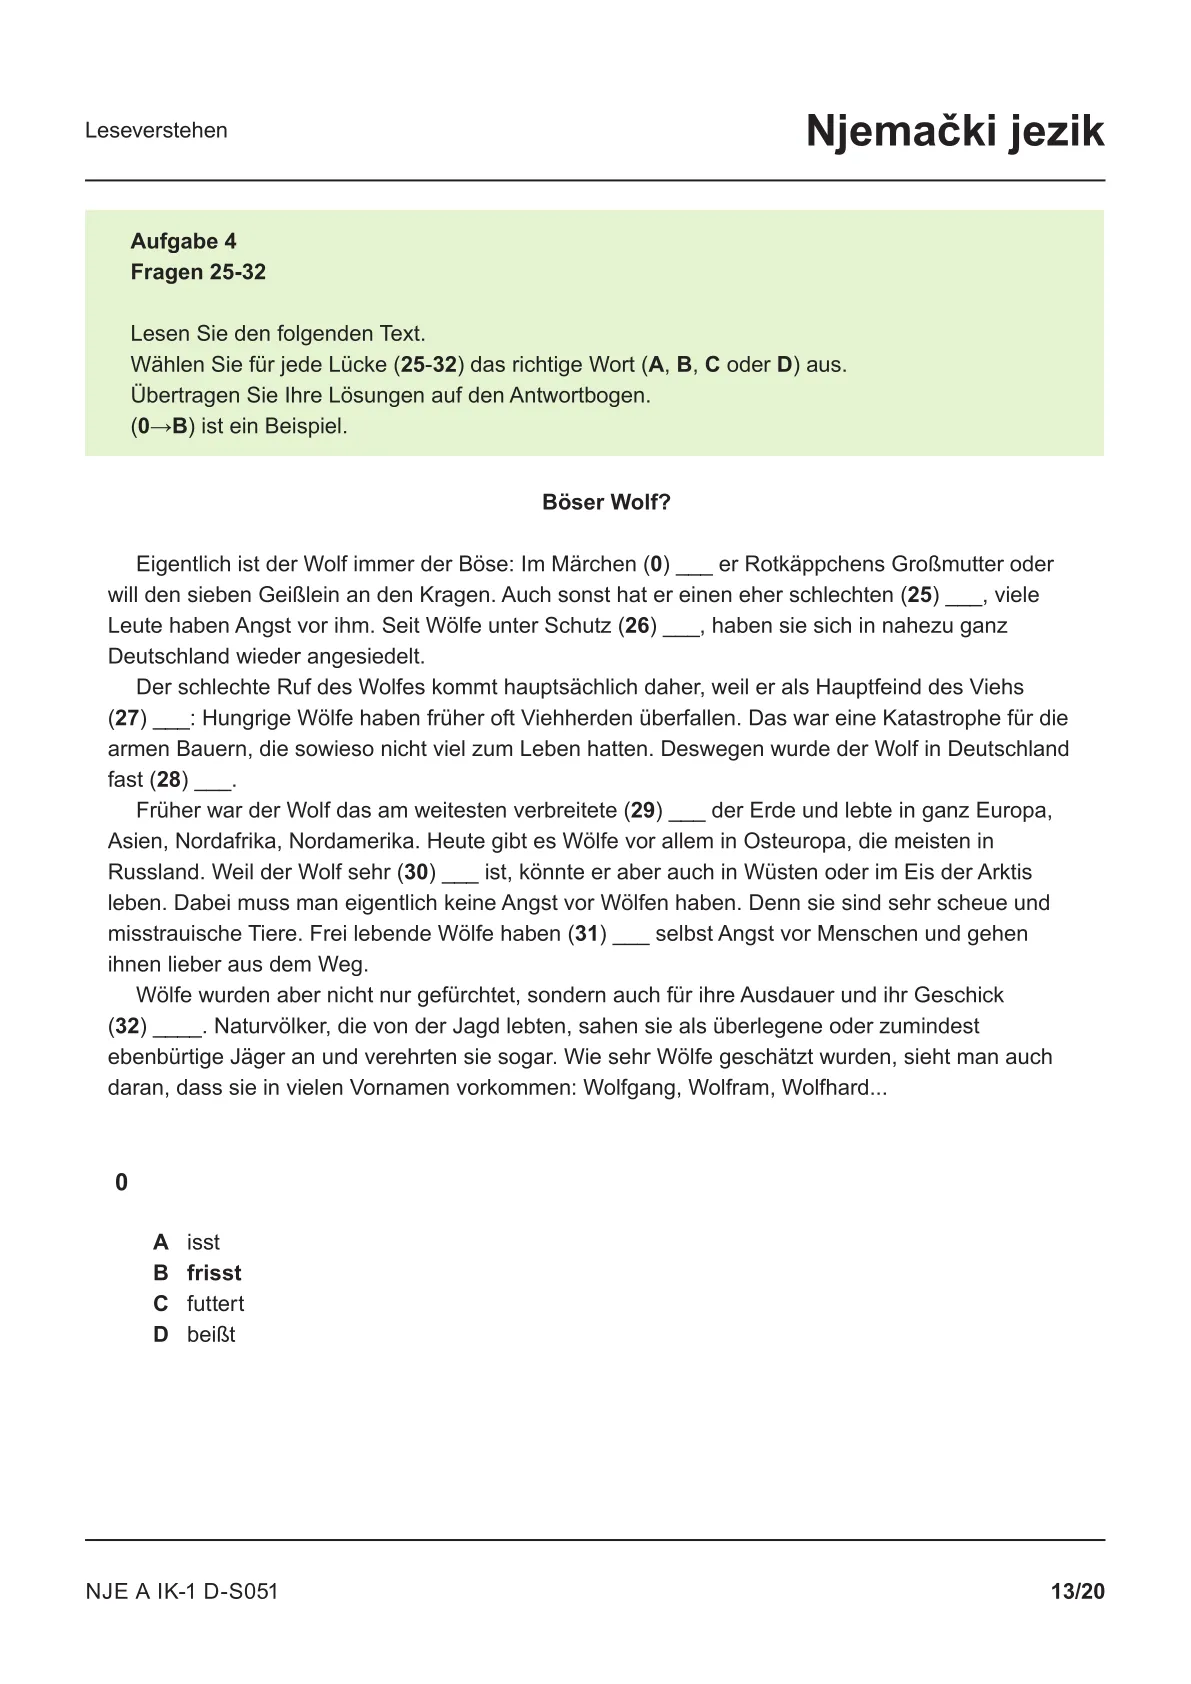 Leseverstehen
Njemački jezik
Aufgabe 4
Fragen 25-32
Lesen Sie den folgenden Text.
Wählen Sie für jede Lücke (25-32) das richtige Wort (A, B, C oder D) aus.
Übertragen Sie Ihre Lösungen auf den Antwortbogen.
(0→B) ist ein Beispiel.
Böser Wolf?
Eigentlich ist der Wolf immer der Böse: Im Märchen (0) ___ er Rotkäppchens Großmutter oder
will den sieben Geißlein an den Kragen. Auch sonst hat er einen eher schlechten (25) ___, viele
Leute haben Angst vor ihm. Seit Wölfe unter Schutz (26) ___, haben sie sich in nahezu ganz
Deutschland wieder angesiedelt.
Der schlechte Ruf des Wolfes kommt hauptsächlich daher, weil er als Hauptfeind des Viehs
(27) ___: Hungrige Wölfe haben früher oft Viehherden überfallen. Das war eine Katastrophe für die
armen Bauern, die sowieso nicht viel zum Leben hatten. Deswegen wurde der Wolf in Deutschland
fast (28) ___.
Früher war der Wolf das am weitesten verbreitete (29) ___ der Erde und lebte in ganz Europa,
Asien, Nordafrika, Nordamerika. Heute gibt es Wölfe vor allem in Osteuropa, die meisten in
Russland. Weil der Wolf sehr (30) ___ ist, könnte er aber auch in Wüsten oder im Eis der Arktis
leben. Dabei muss man eigentlich keine Angst vor Wölfen haben. Denn sie sind sehr scheue und
misstrauische Tiere. Frei lebende Wölfe haben (31) ___ selbst Angst vor Menschen und gehen
ihnen lieber aus dem Weg.
Wölfe wurden aber nicht nur gefürchtet, sondern auch für ihre Ausdauer und ihr Geschick
(32) ____. Naturvölker, die von der Jagd lebten, sahen sie als überlegene oder zumindest
ebenbürtige Jäger an und verehrten sie sogar. Wie sehr Wölfe geschätzt wurden, sieht man auch
daran, dass sie in vielen Vornamen vorkommen: Wolfgang, Wolfram, Wolfhard...
0
A isst
B frisst
C futtert
D beißt
NJE A IK-1 D-S051
13/20